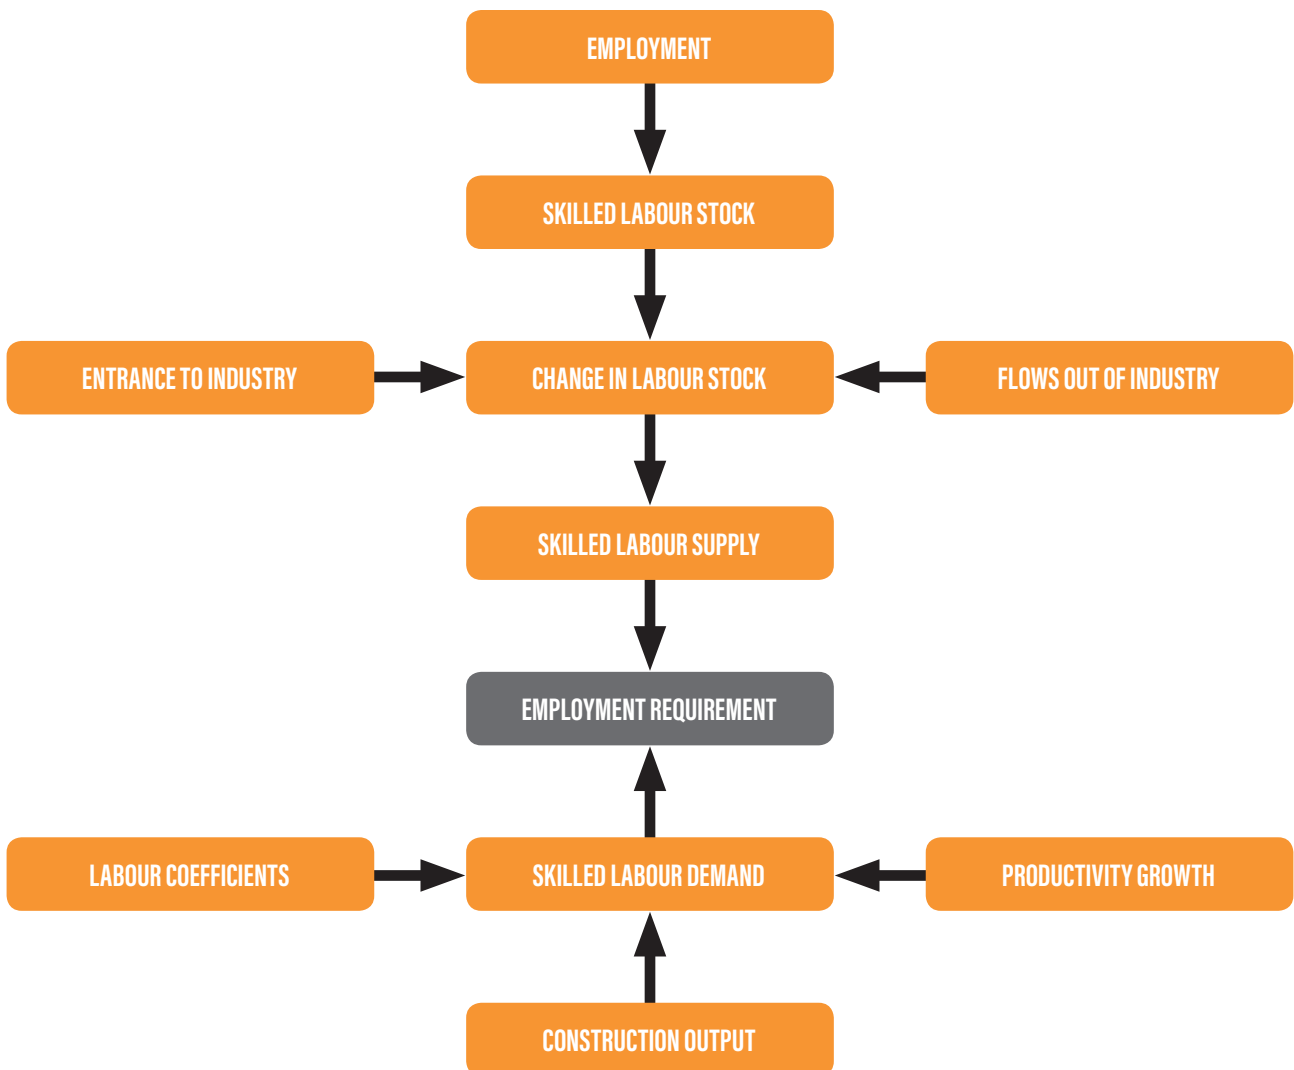 EMPLOYMENT
SKILLED LABOUR STOCK
ENTRANCE TO INDUSTRY
CHANGE IN LABOUR STOCK
FLOWS OUT OF INDUSTRY
SKILLED LABOUR SUPPLY
EMPLOYMENT REQUIREMENT
LABOUR COEFFICIENTS
SKILLED LABOUR DEMAND
PRODUCTIVITY GROWTH
CONSTRUCTION OUTPUT